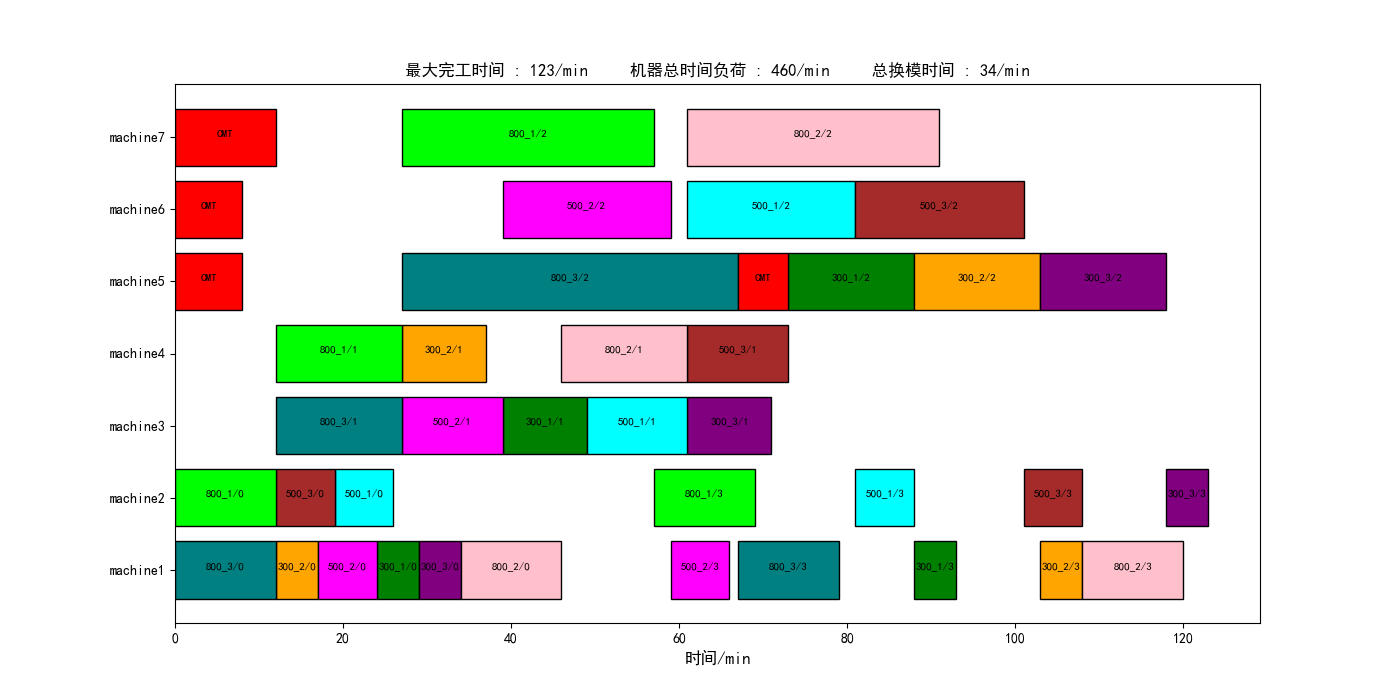 最大完工时间 : 123/min 机器总时间负荷 : 460/min 总换模时间 : 34/min
machine7 CMT 800_1/2 800_2/2
machine6 CMT 500_2/2 500_1/2 500_3/2
machine5 CMT 800_3/2 CMT 300_1/2 300_2/2 300_3/2
machine4 800_1/1 300_2/1 800_2/1 500_3/1
machine3 800_3/1 500_2/1 300_1/1 500_1/1 300_3/1
machine2 800_1/0 500_3/0 500_1/0 800_1/3 500_1/3 500_3/3 300_3/3
machine1 800_3/0 300_2/0 500_2/0 300_1/0 300_3/0 800_2/0 500_2/3 800_3/3 300_1/3 300_2/3 800_2/3
0 20 40 60 80 100 120
时间/min